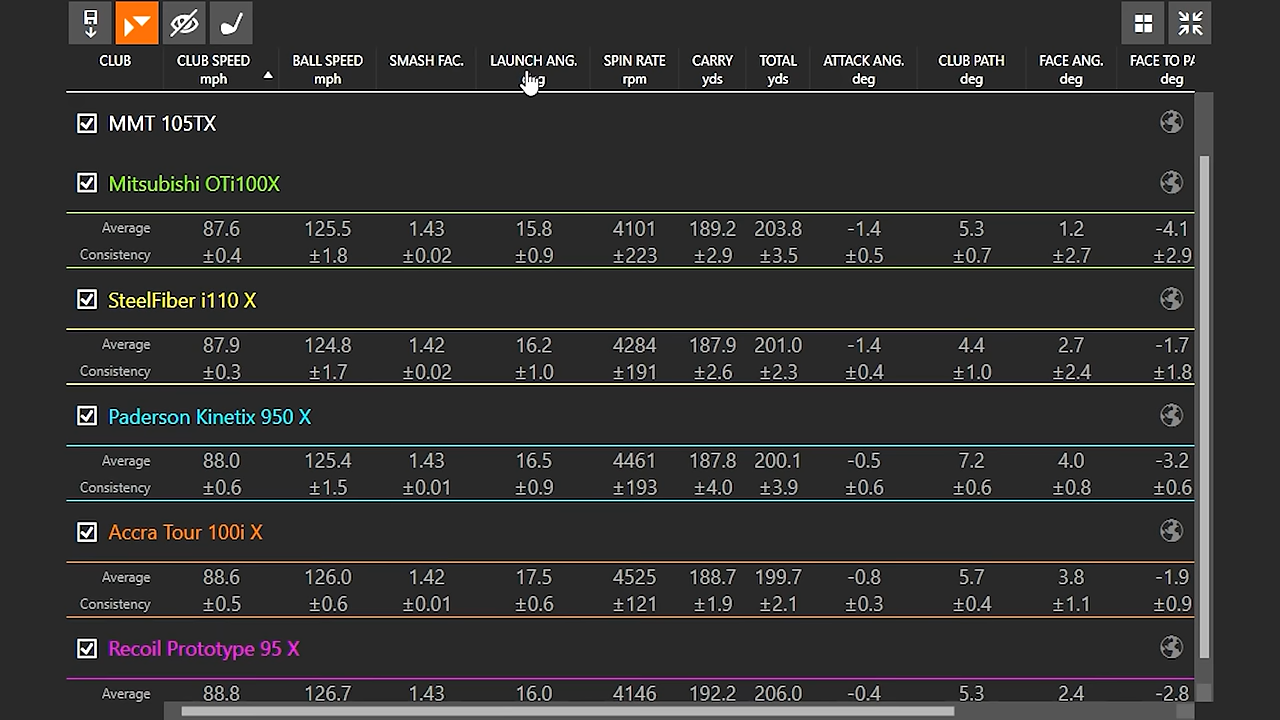 CLUB CLUB SPEED BALL SPEED SMASH FAC. LAUNCH ANG. SPIN RATE CARRY TOTAL ATTACK ANG. CLUB PATH FACE ANG. FACE TO PA
mph mph deg rpm yds yds deg deg deg deg
MMT 105TX
Mitsubishi OTi100X
Average 87.6 125.5 1.43 15.8 4101 189.2 203.8 -1.4 5.3 1.2 -4.1
Consistency ±0.4 ±1.8 ±0.02 ±0.9 ±223 ±2.9 ±3.5 ±0.5 ±0.7 ±2.7 ±2.9
SteelFiber i110 X
Average 87.9 124.8 1.42 16.2 4284 187.9 201.0 -1.4 4.4 2.7 -1.7
Consistency ±0.3 ±1.7 ±0.02 ±1.0 ±191 ±2.6 ±2.3 ±0.4 ±1.0 ±2.4 ±1.8
Paderson Kinetix 950 X
Average 88.0 125.4 1.43 16.5 4461 187.8 200.1 -0.5 7.2 4.0 -3.2
Consistency ±0.6 ±1.5 ±0.01 ±0.9 ±193 ±4.0 ±3.9 ±0.6 ±0.6 ±0.8 ±0.6
Accra Tour 100i X
Average 88.6 126.0 1.42 17.5 4525 188.7 199.7 -0.8 5.7 3.8 -1.9
Consistency ±0.5 ±0.6 ±0.01 ±0.6 ±121 ±1.9 ±2.1 ±0.3 ±0.4 ±1.1 ±0.9
Recoil Prototype 95 X
Average 88.8 126.7 1.43 16.0 4146 192.2 206.0 -0.4 5.3 2.4 -2.8